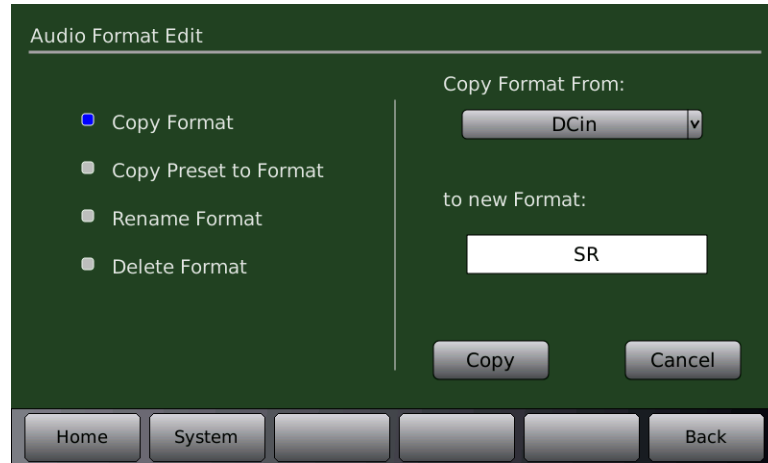 Audio Format Edit
Copy Format
Copy Preset to Format
Rename Format
Delete Format
Copy Format From:
DCin
to new Format:
SR
Copy
Cancel
Home
System
Back